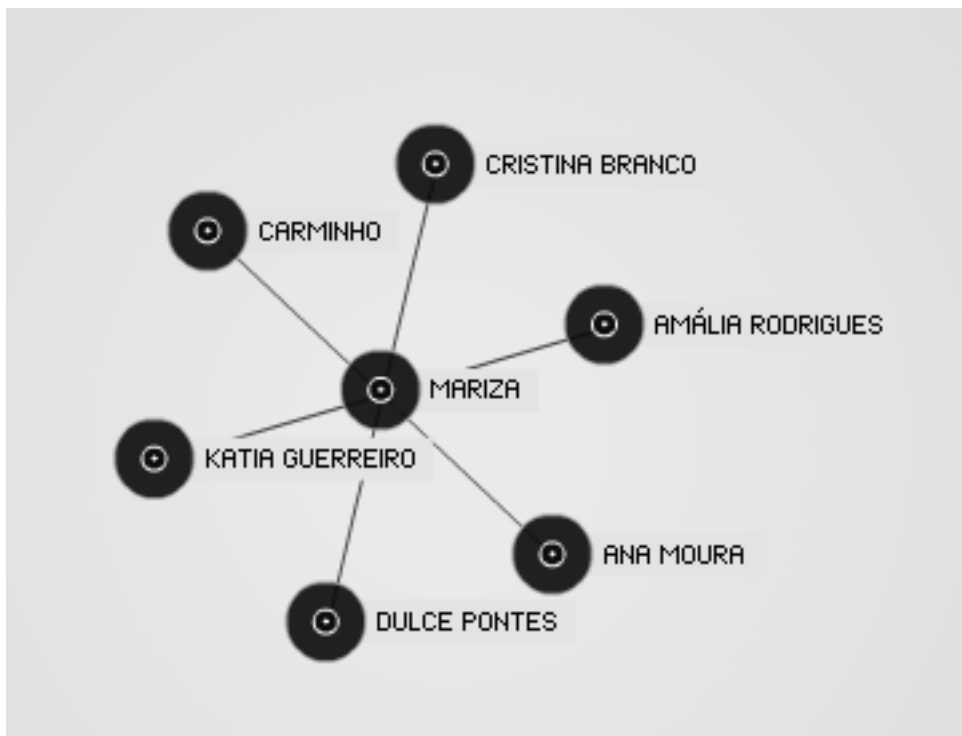 CRISTINA BRANCO
CARMINHO
AMÁLIA RODRIGUES
MARIZA
KATIA GUERREIRO
ANA MOURA
DULCE PONTES